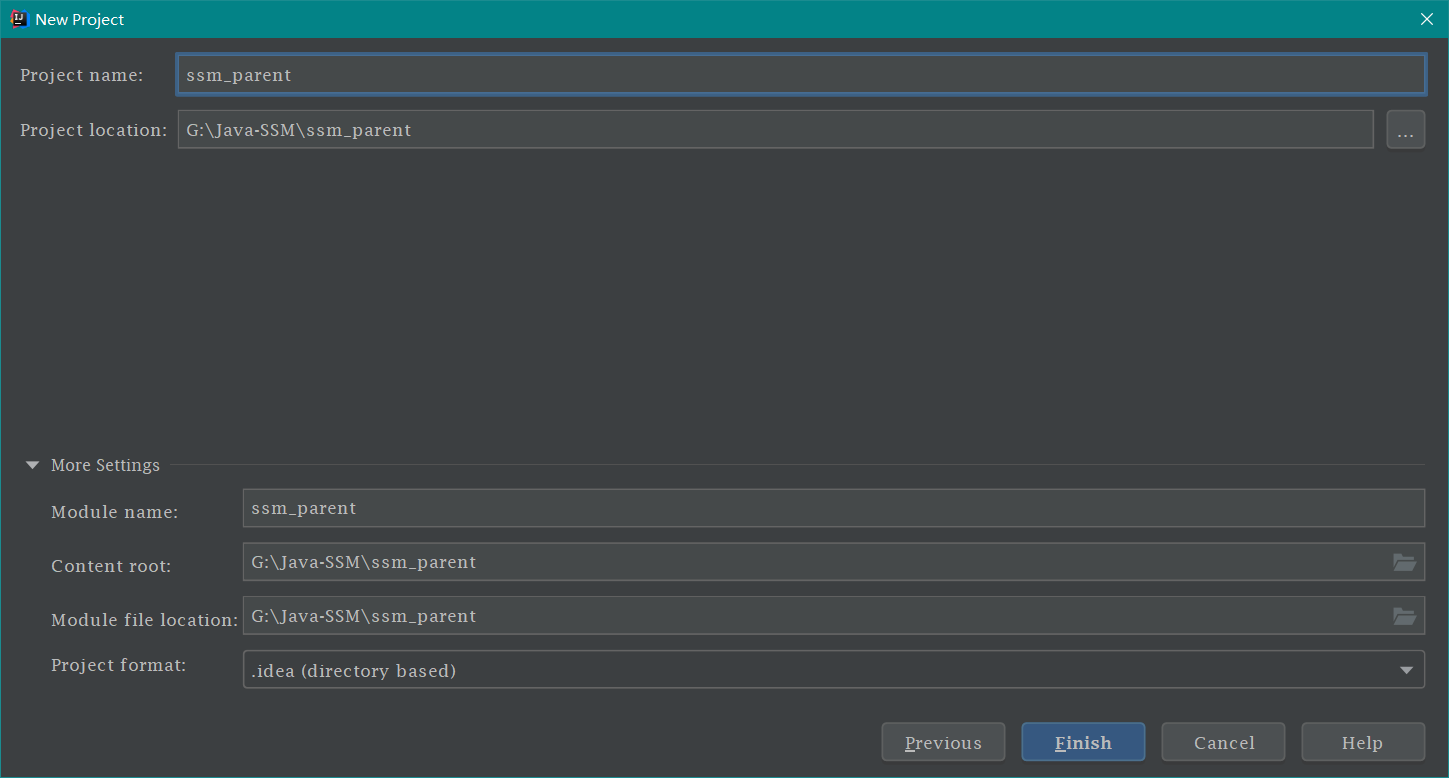 New Project
Project name: ssm_parent
Project location: G:\Java-SSM\ssm_parent ...
More Settings
Module name: ssm_parent
Content root: G:\Java-SSM\ssm_parent
Module file location: G:\Java-SSM\ssm_parent
Project format: .idea (directory based)
Previous Finish Cancel Help